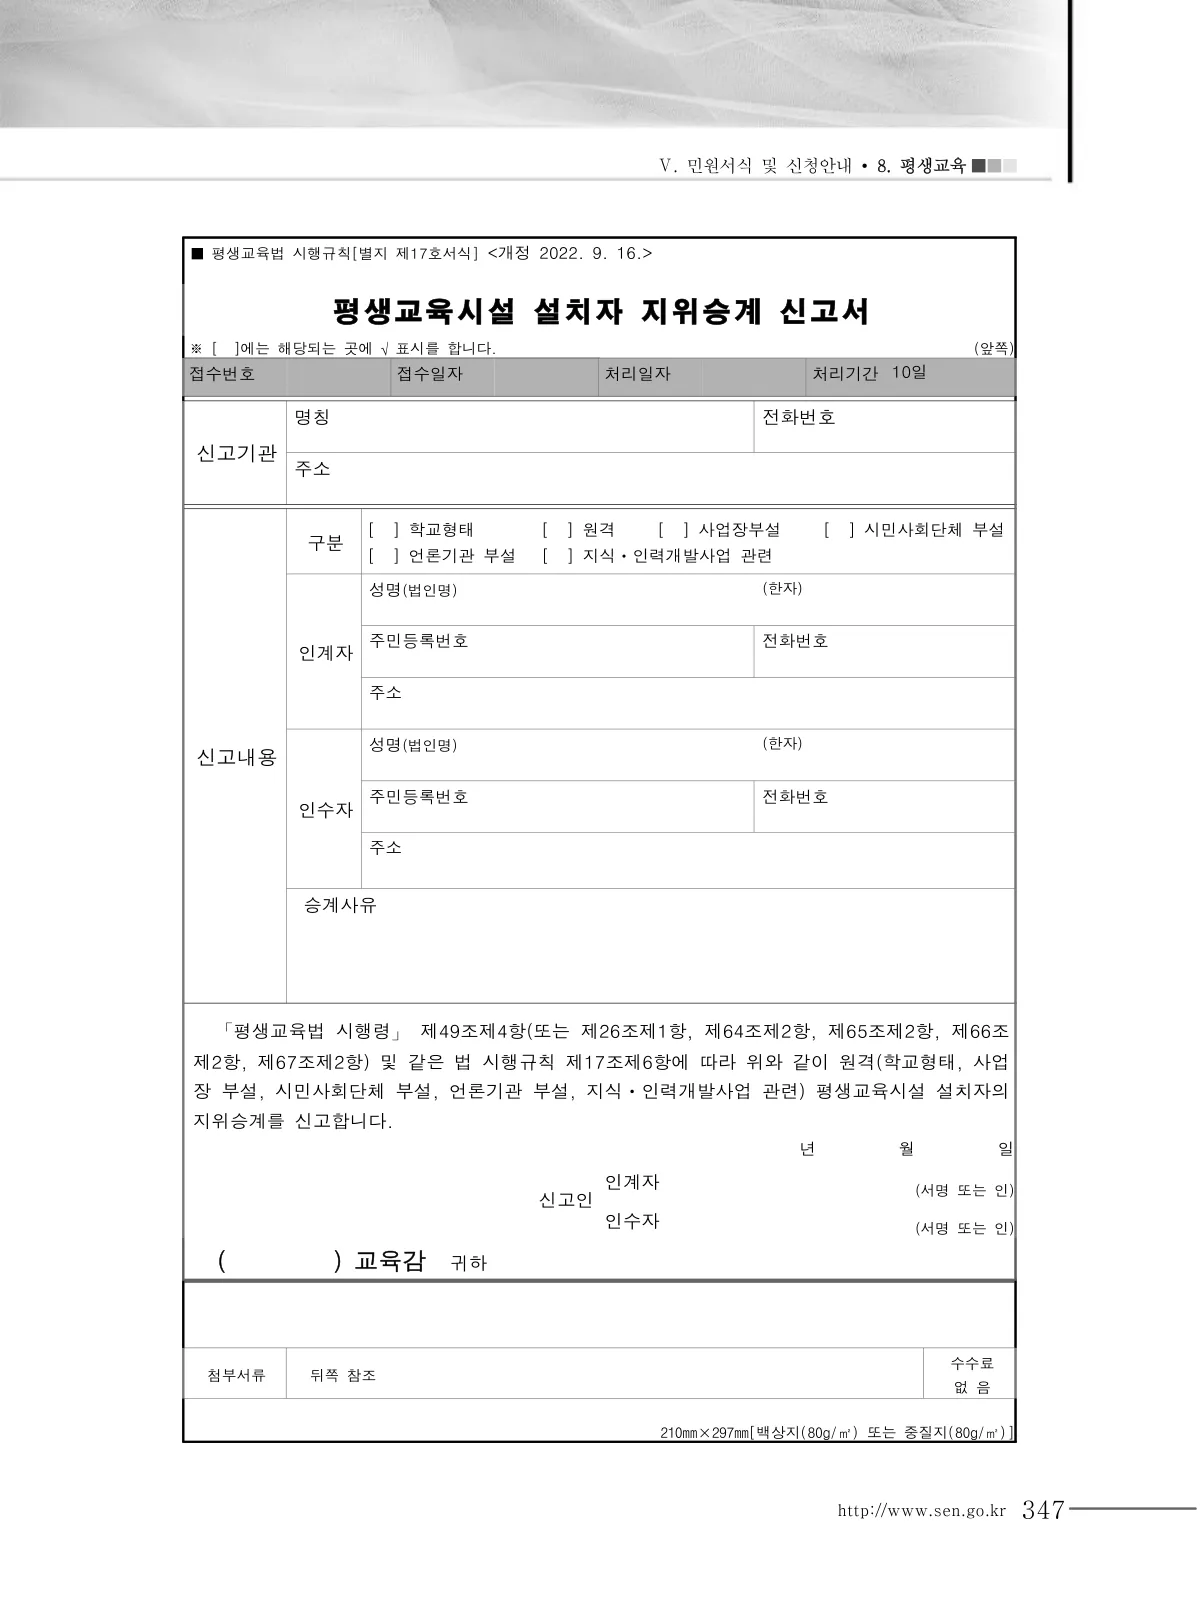 Ⅴ. 민원서식 및 신청안내 • 8. 평생교육
■ 평생교육법 시행규칙[별지 제17호서식] <개정 2022. 9. 16.>
평생교육시설 설치자 지위승계 신고서
※ [ ]에는 해당되는 곳에 √ 표시를 합니다. (앞쪽)
접수번호 접수일자 처리일자 처리기간 10일
신고기관
명칭 전화번호
주소
신고내용
구분
[ ] 학교형태 [ ] 원격 [ ] 사업장부설 [ ] 시민사회단체 부설
[ ] 언론기관 부설 [ ] 지식·인력개발사업 관련
인계자
성명(법인명) (한자)
주민등록번호 전화번호
주소
인수자
성명(법인명) (한자)
주민등록번호 전화번호
주소
승계사유
「평생교육법 시행령」 제49조제4항(또는 제26조제1항, 제64조제2항, 제65조제2항, 제66조
제2항, 제67조제2항) 및 같은 법 시행규칙 제17조제6항에 따라 위와 같이 원격(학교형태, 사업
장 부설, 시민사회단체 부설, 언론기관 부설, 지식·인력개발사업 관련) 평생교육시설 설치자의
지위승계를 신고합니다.
년 월 일
신고인
인계자 (서명 또는 인)
인수자 (서명 또는 인)
( ) 교육감 귀하
첨부서류 뒤쪽 참조
수수료
없 음
210㎜×297㎜[백상지(80g/㎡) 또는 중질지(80g/㎡)]
http://www.sen.go.kr 347